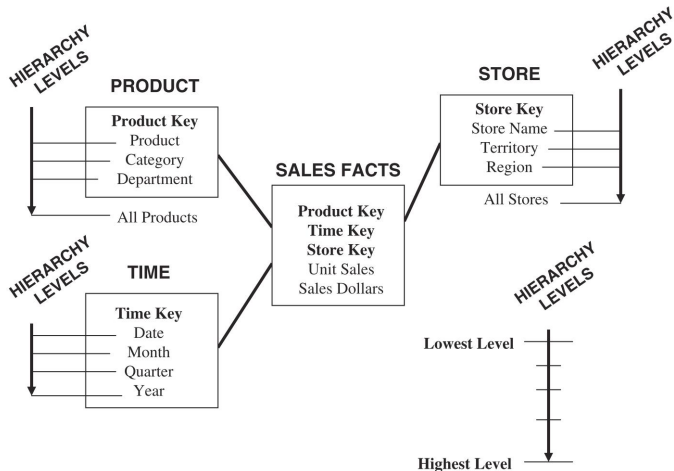 HIERARCHY
LEVELS
PRODUCT
Product Key
Product
Category
Department
All Products
STORE
HIERARCHY
LEVELS
Store Key
Store Name
Territory
Region
All Stores
SALES FACTS
Product Key
Time Key
Store Key
Unit Sales
Sales Dollars
HIERARCHY
LEVELS
TIME
Time Key
Date
Month
Quarter
Year
HIERARCHY
LEVELS
Lowest Level
Highest Level